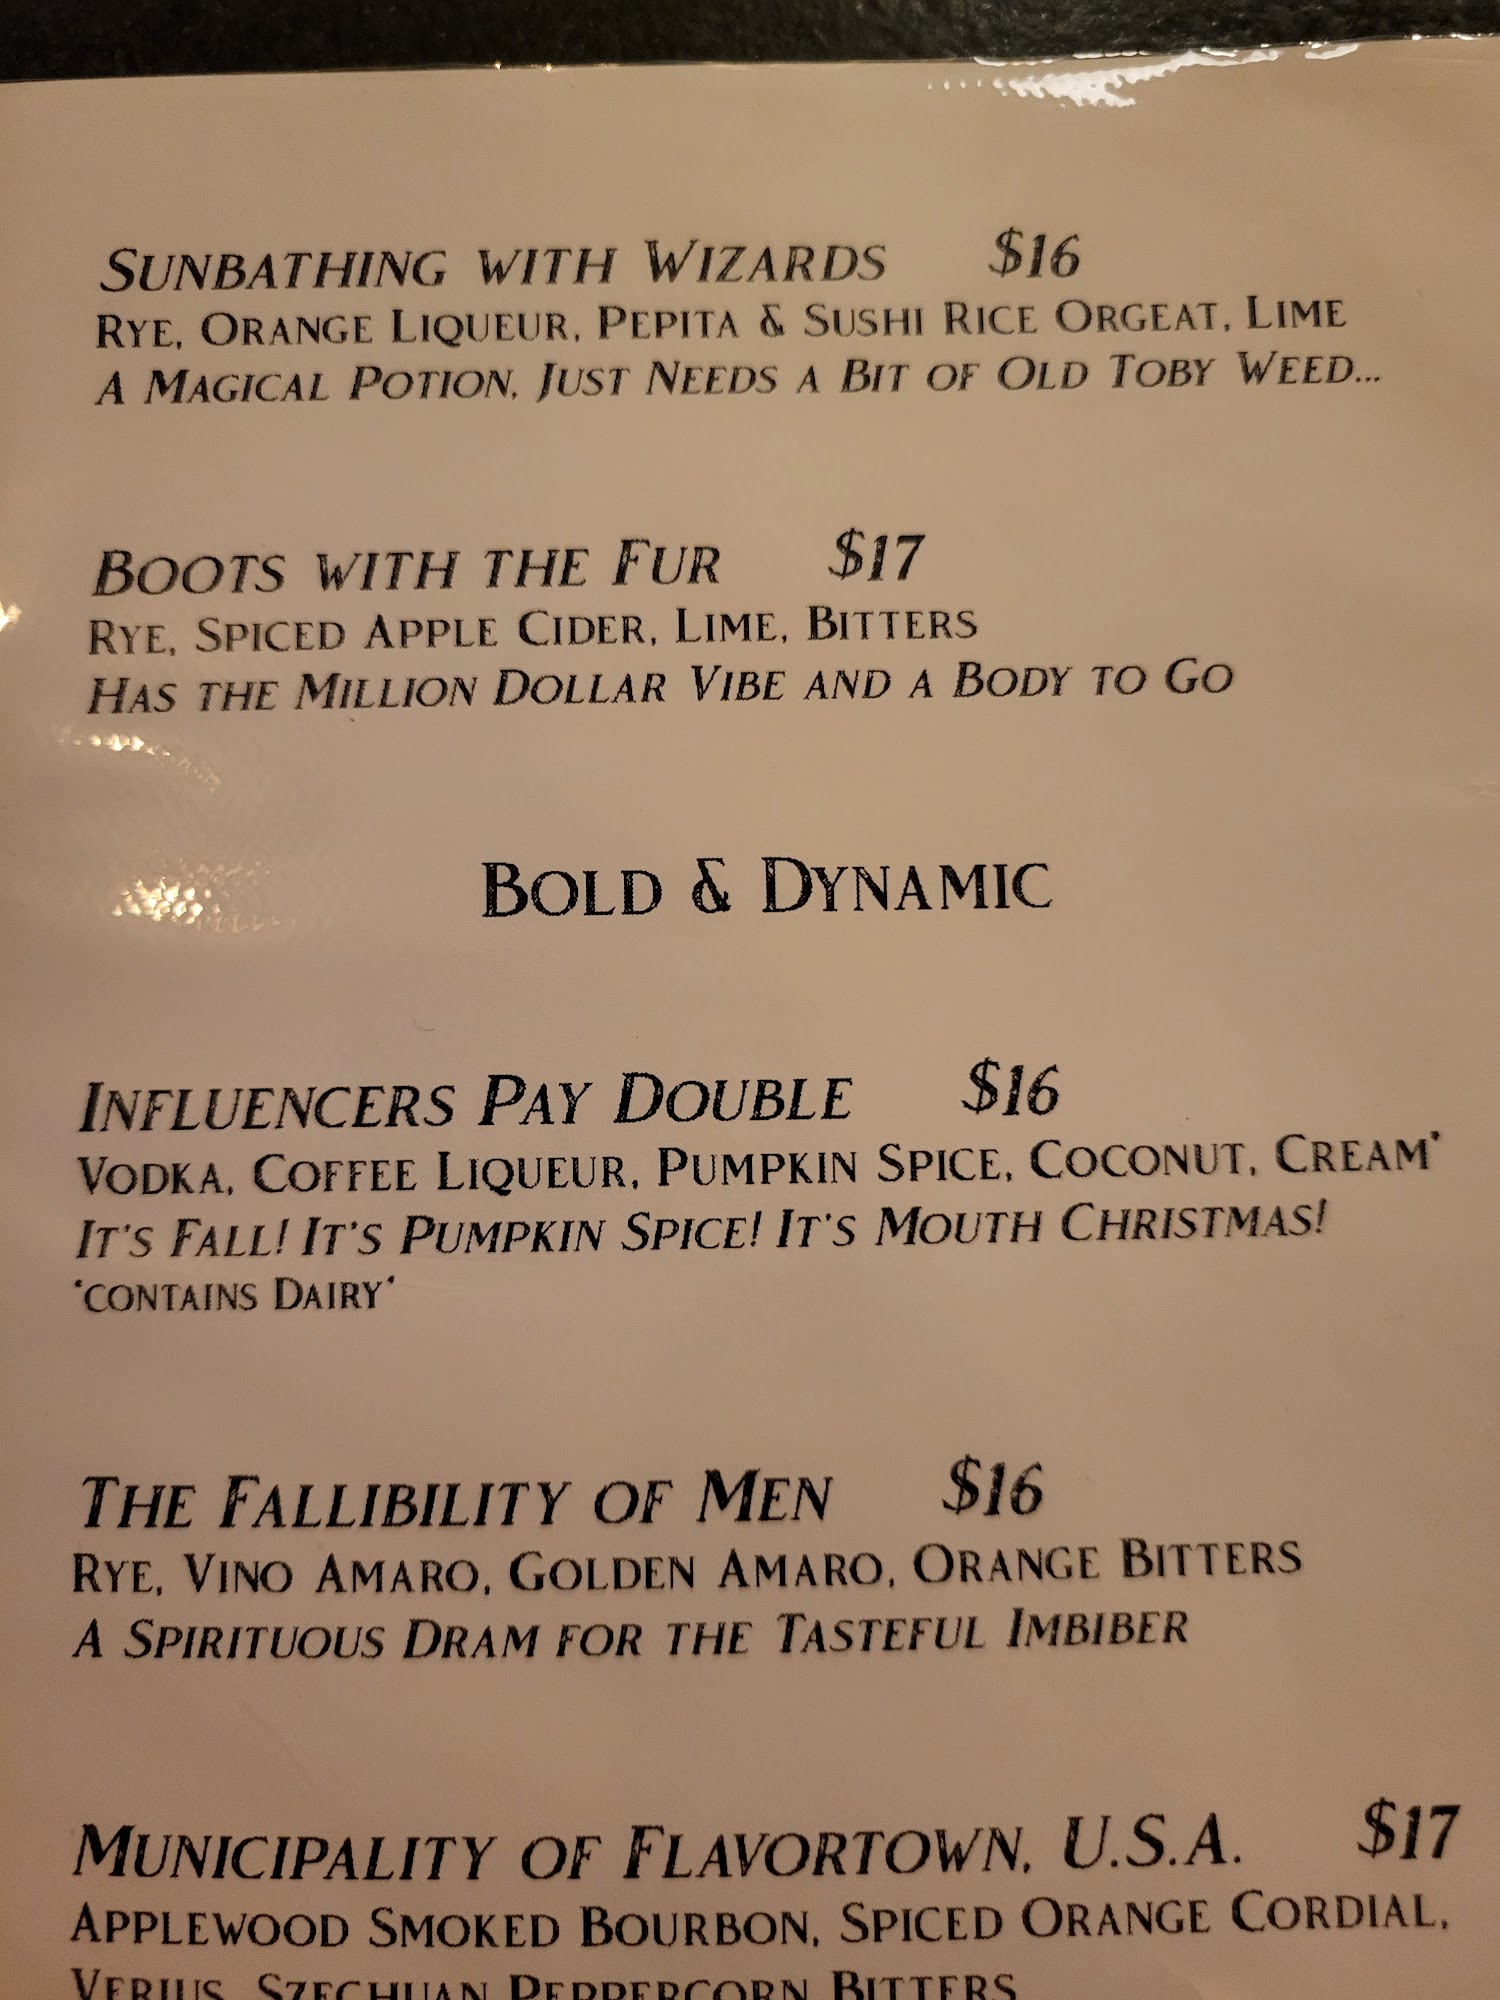 Sunbathing with Wizards $16
Rye, Orange Liqueur, Pepita & Sushi Rice Orgeat, Lime
A Magical Potion, Just Needs a Bit of Old Toby Weed...
Boots with the Fur $17
Rye, Spiced Apple Cider, Lime, Bitters
Has the Million Dollar Vibe and a Body to Go
Bold & Dynamic
Influencers Pay Double $16
Vodka, Coffee Liqueur, Pumpkin Spice, Coconut, Cream*
It's Fall! It's Pumpkin Spice! It's Mouth Christmas!
*contains Dairy*
The Fallibility of Men $16
Rye, Vino Amaro, Golden Amaro, Orange Bitters
A Spirituous Dram for the Tasteful Imbiber
Municipality of Flavortown, U.S.A. $17
Applewood Smoked Bourbon, Spiced Orange Cordial,
Verjus, Szechuan Peppercorn Bitters